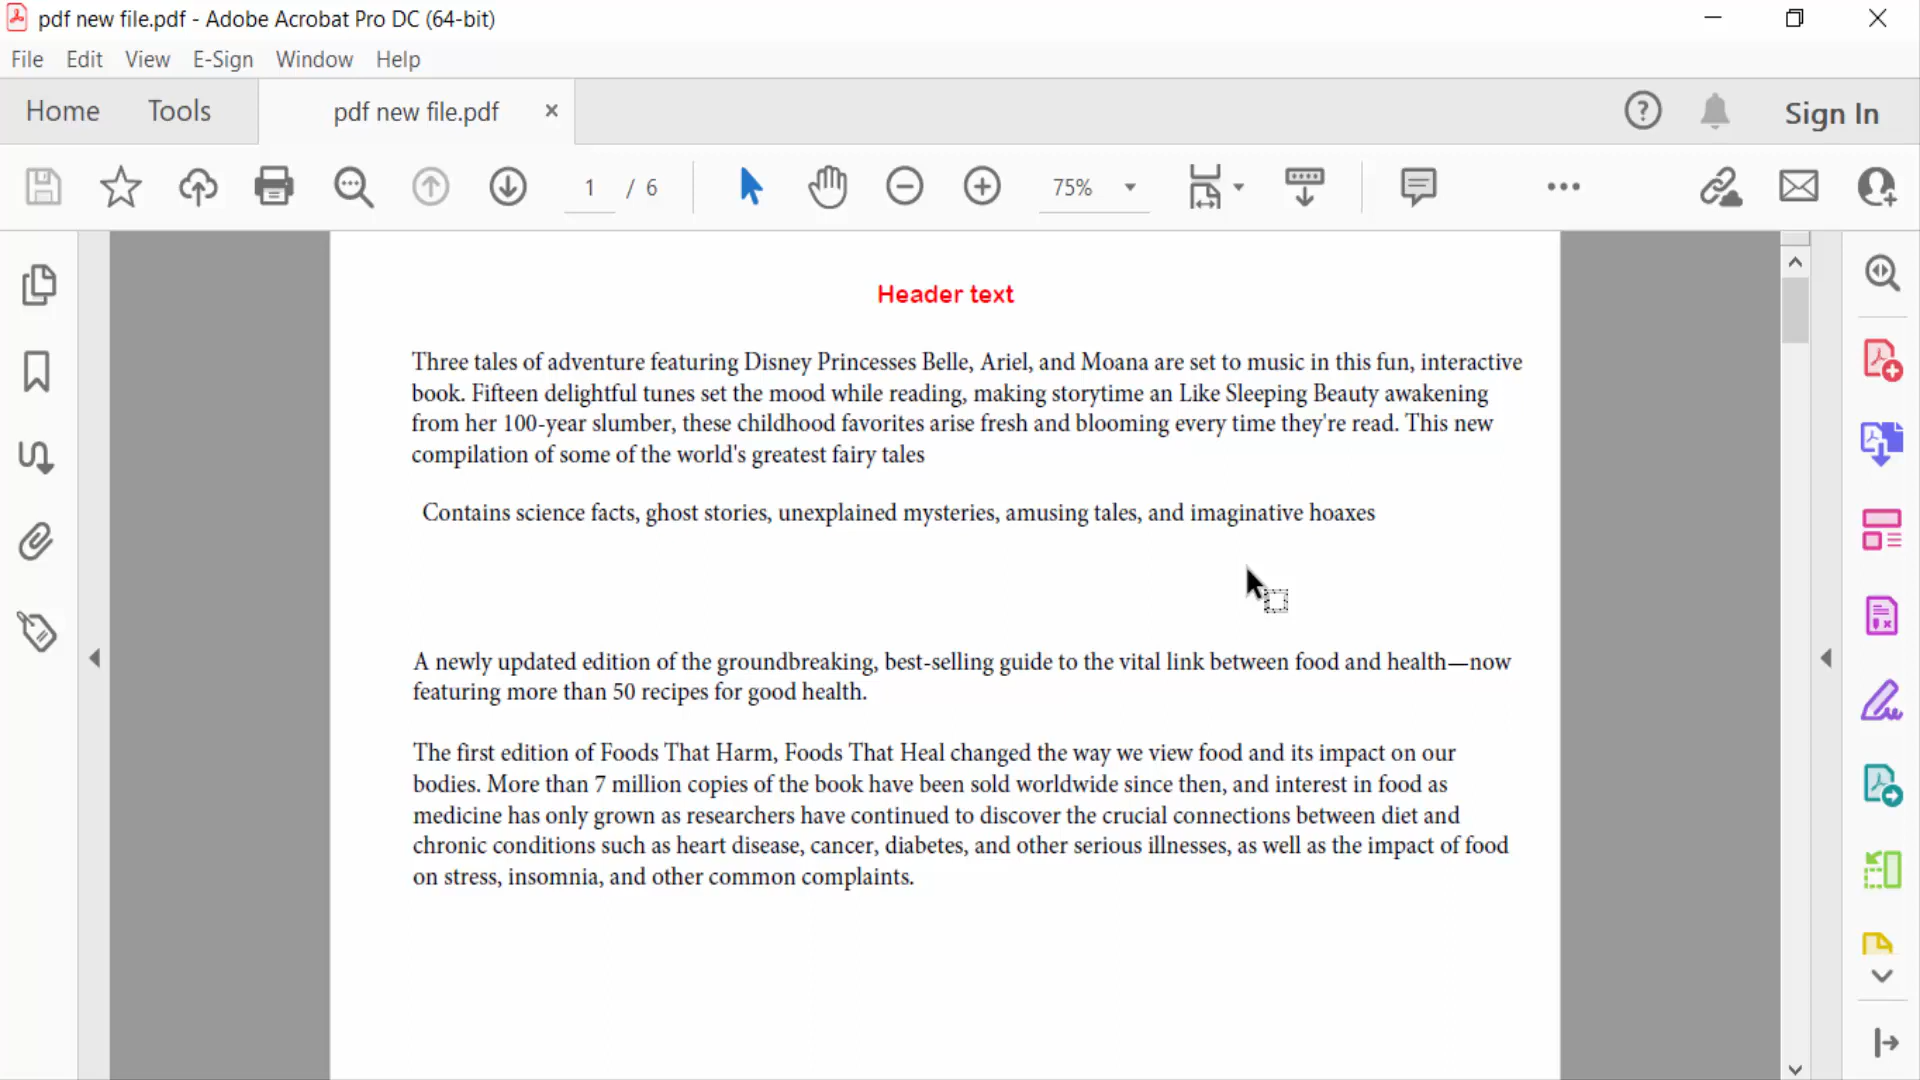 pdf new file.pdf - Adobe Acrobat Pro DC (64-bit)
File Edit View E-Sign Window Help
Home Tools pdf new file.pdf × Sign In
1 / 6 75%
Header text
Three tales of adventure featuring Disney Princesses Belle, Ariel, and Moana are set to music in this fun, interactive
book. Fifteen delightful tunes set the mood while reading, making storytime an Like Sleeping Beauty awakening
from her 100-year slumber, these childhood favorites arise fresh and blooming every time they're read. This new
compilation of some of the world's greatest fairy tales
Contains science facts, ghost stories, unexplained mysteries, amusing tales, and imaginative hoaxes
A newly updated edition of the groundbreaking, best-selling guide to the vital link between food and health—now
featuring more than 50 recipes for good health.
The first edition of Foods That Harm, Foods That Heal changed the way we view food and its impact on our
bodies. More than 7 million copies of the book have been sold worldwide since then, and interest in food as
medicine has only grown as researchers have continued to discover the crucial connections between diet and
chronic conditions such as heart disease, cancer, diabetes, and other serious illnesses, as well as the impact of food
on stress, insomnia, and other common complaints.